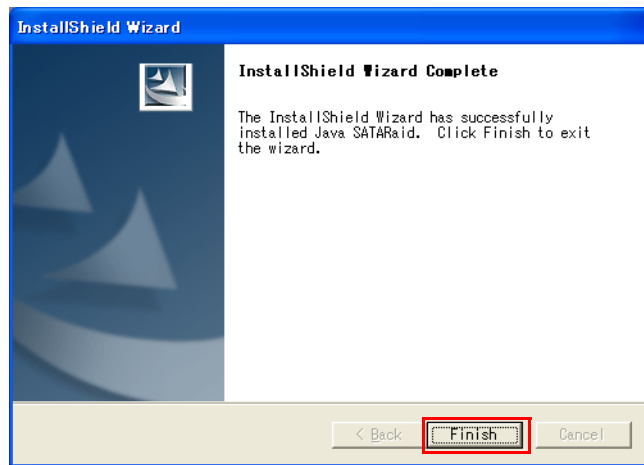 InstallShield Wizard
InstallShield Wizard Complete
The InstallShield Wizard has successfully
installed Java SATARaid. Click Finish to exit
the wizard.
< Back Finish Cancel